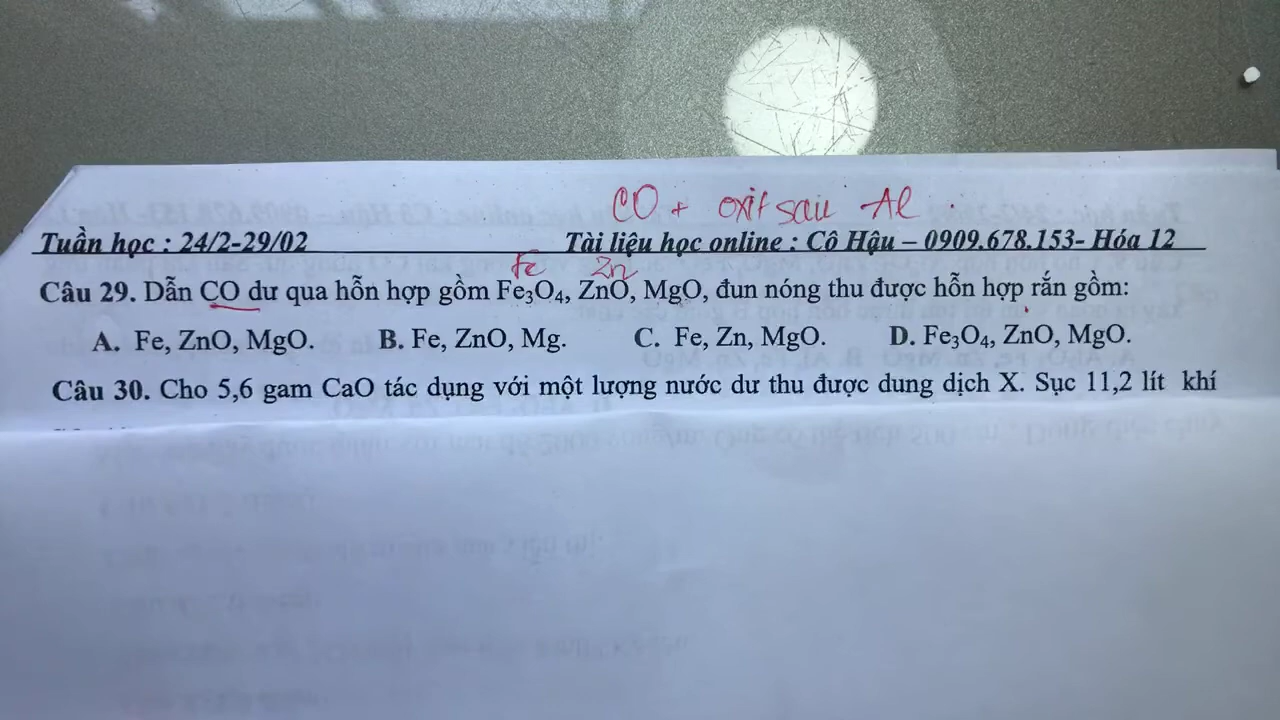 CO + oxit sau Al.
Tuần học : 24/2-29/02 Tài liệu học online : Cô Hậu – 0909.678.153- Hóa 12
Fe Zn
Câu 29. Dẫn CO dư qua hỗn hợp gồm Fe₃O₄, ZnO, MgO, đun nóng thu được hỗn hợp rắn gồm:
A. Fe, ZnO, MgO. B. Fe, ZnO, Mg. C. Fe, Zn, MgO. D. Fe₃O₄, ZnO, MgO.
Câu 30. Cho 5,6 gam CaO tác dụng với một lượng nước dư thu được dung dịch X. Sục 11,2 lít khí